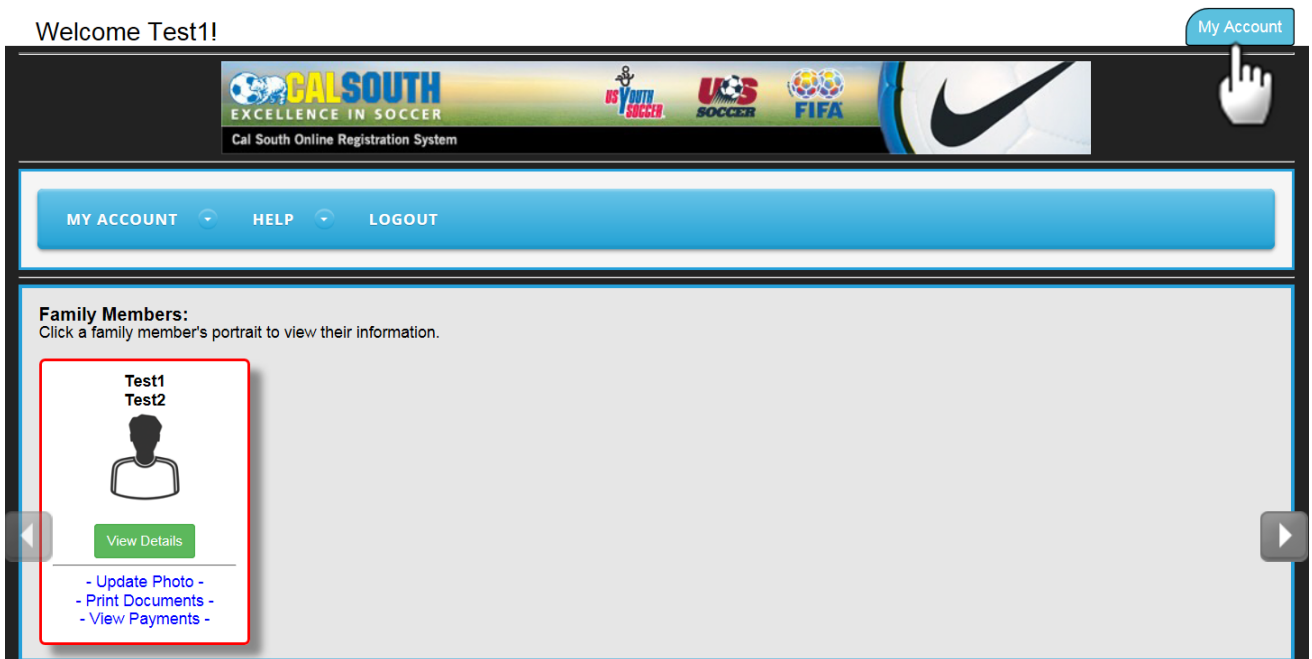 Welcome Test1!
My Account
CALSOUTH
EXCELLENCE IN SOCCER
Cal South Online Registration System
US YOUTH
SOCCER
US
SOCCER
FIFA
MY ACCOUNT
HELP
LOGOUT
Family Members:
Click a family member's portrait to view their information.
Test1
Test2
View Details
- Update Photo -
- Print Documents -
- View Payments -